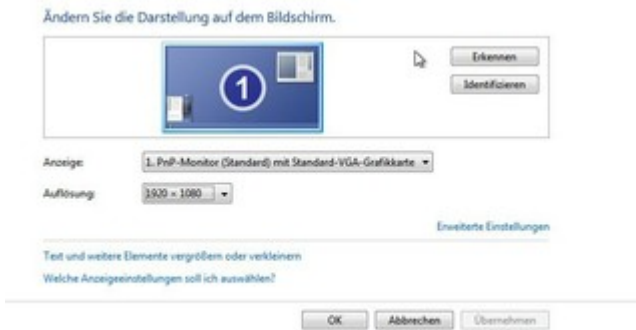 Ändern Sie die Darstellung auf dem Bildschirm.
1
Erkennen
Identifizieren
Anzeige: 1. PnP-Monitor (Standard) mit Standard-VGA-Grafikkarte
Auflösung: 1920 × 1080
Erweiterte Einstellungen
Text und weitere Elemente vergrößern oder verkleinern
Welche Anzeigeeinstellungen soll ich auswählen?
OK Abbrechen Übernehmen